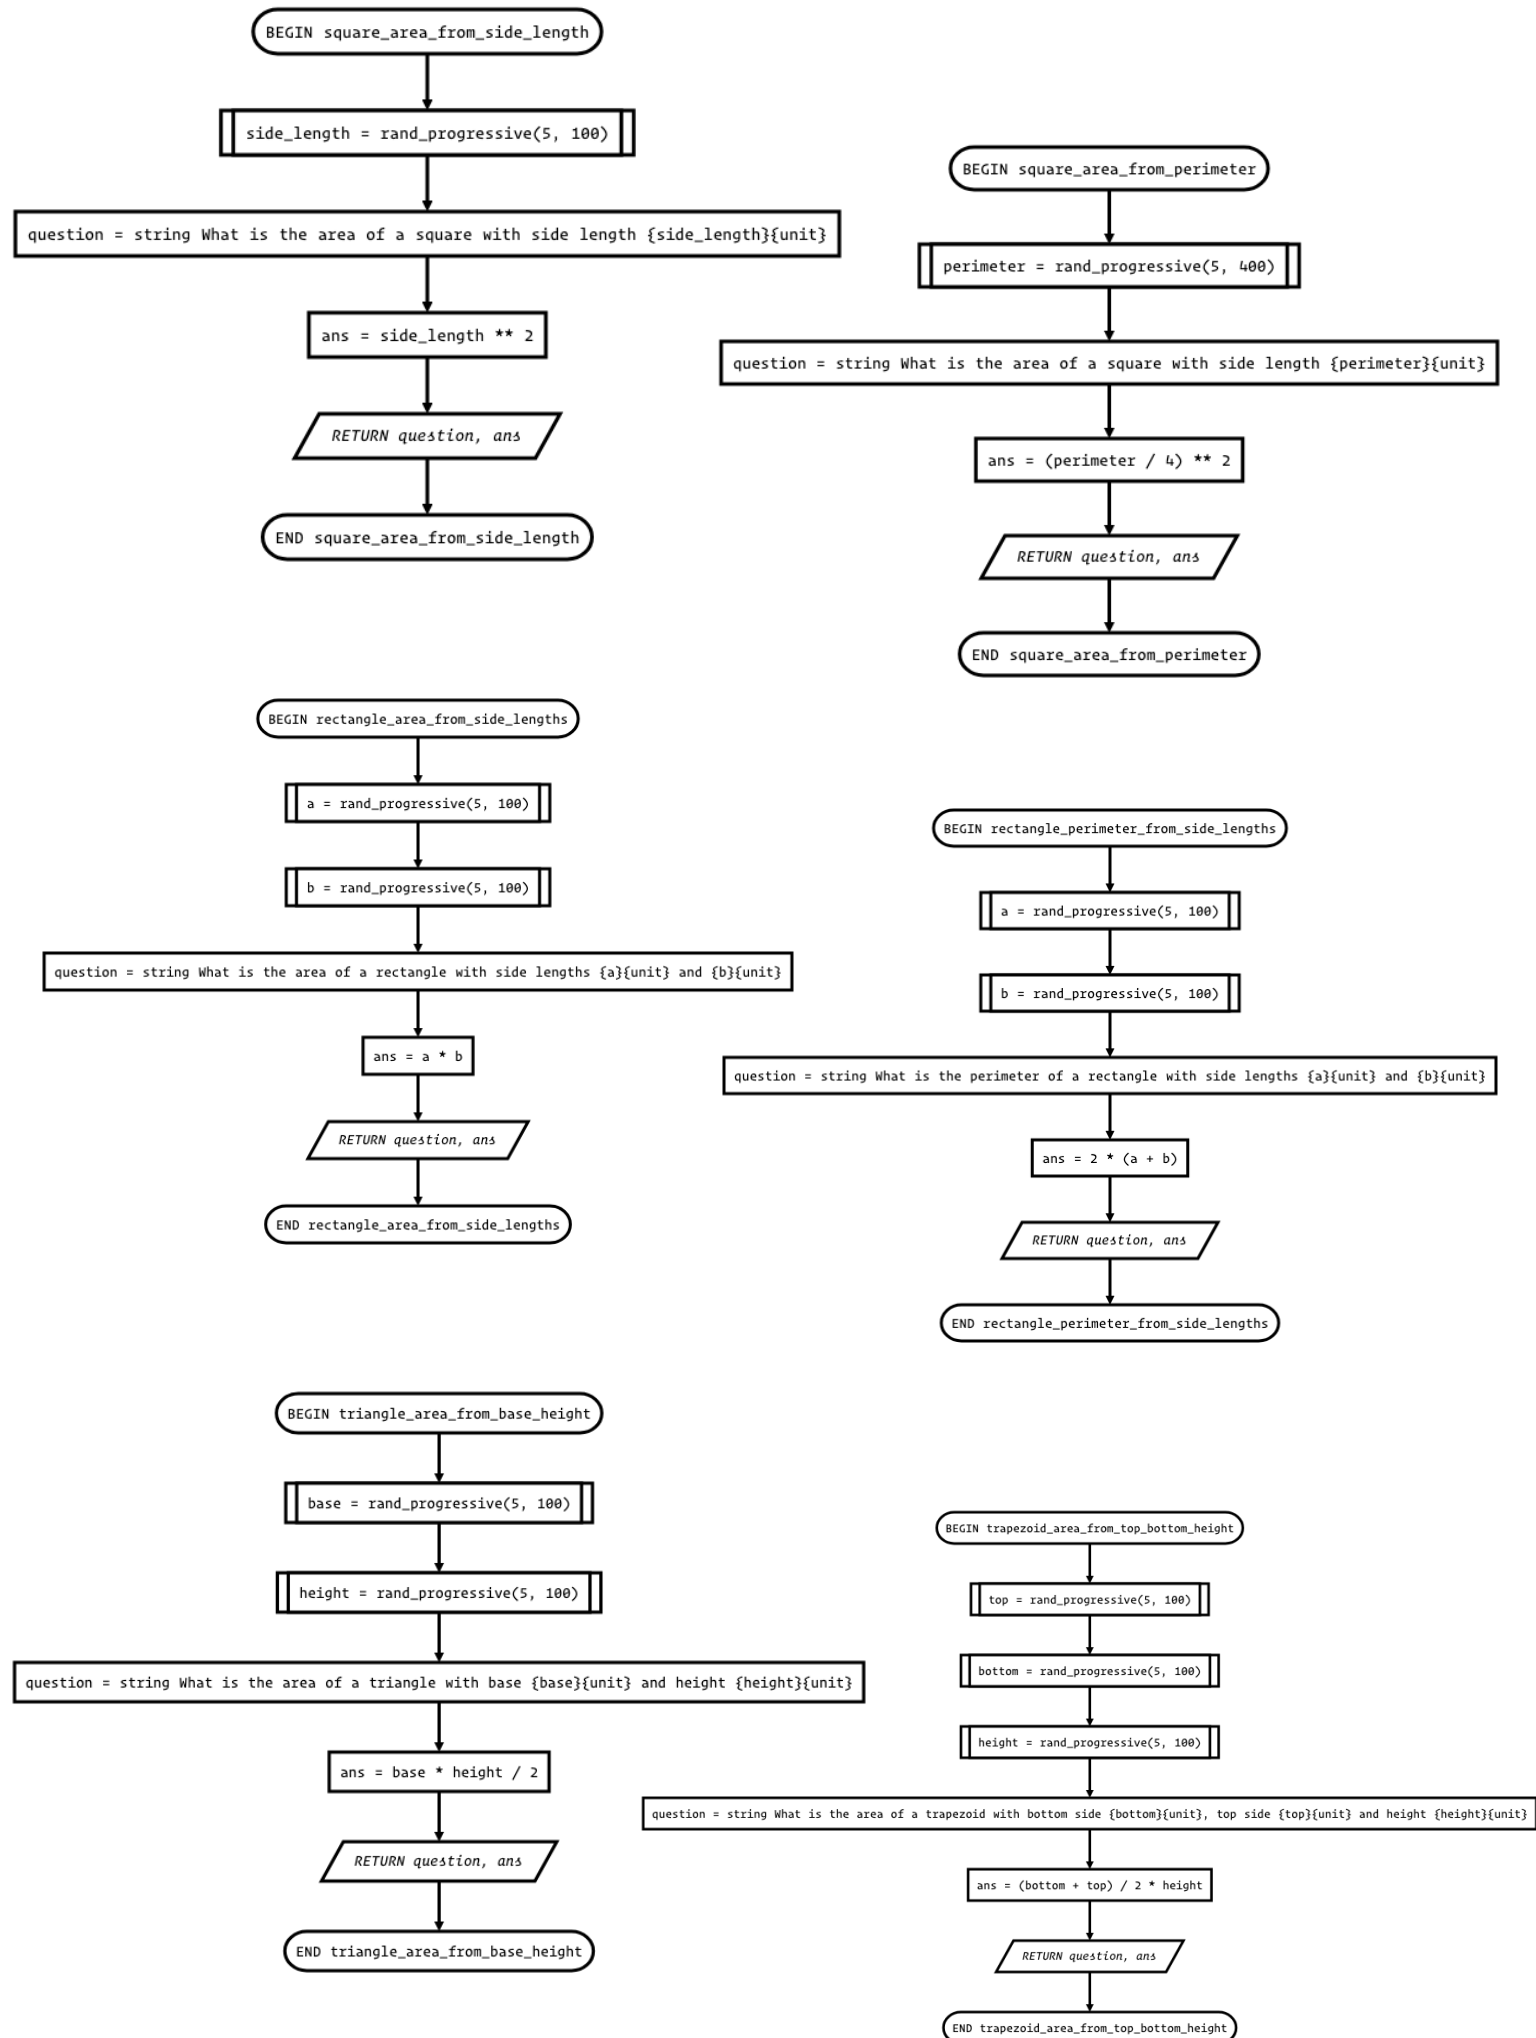 BEGIN square_area_from_side_length
side_length = rand_progressive(5, 100)
question = string What is the area of a square with side length {side_length}{unit}
ans = side_length ** 2
RETURN question, ans
END square_area_from_side_length
BEGIN square_area_from_perimeter
perimeter = rand_progressive(5, 400)
question = string What is the area of a square with side length {perimeter}{unit}
ans = (perimeter / 4) ** 2
RETURN question, ans
END square_area_from_perimeter
BEGIN rectangle_area_from_side_lengths
a = rand_progressive(5, 100)
b = rand_progressive(5, 100)
question = string What is the area of a rectangle with side lengths {a}{unit} and {b}{unit}
ans = a * b
RETURN question, ans
END rectangle_area_from_side_lengths
BEGIN rectangle_perimeter_from_side_lengths
a = rand_progressive(5, 100)
b = rand_progressive(5, 100)
question = string What is the perimeter of a rectangle with side lengths {a}{unit} and {b}{unit}
ans = 2 * (a + b)
RETURN question, ans
END rectangle_perimeter_from_side_lengths
BEGIN triangle_area_from_base_height
base = rand_progressive(5, 100)
height = rand_progressive(5, 100)
question = string What is the area of a triangle with base {base}{unit} and height {height}{unit}
ans = base * height / 2
RETURN question, ans
END triangle_area_from_base_height
BEGIN trapezoid_area_from_top_bottom_height
top = rand_progressive(5, 100)
bottom = rand_progressive(5, 100)
height = rand_progressive(5, 100)
question = string What is the area of a trapezoid with bottom side {bottom}{unit}, top side {top}{unit} and height {height}{unit}
ans = (bottom + top) / 2 * height
RETURN question, ans
END trapezoid_area_from_top_bottom_height